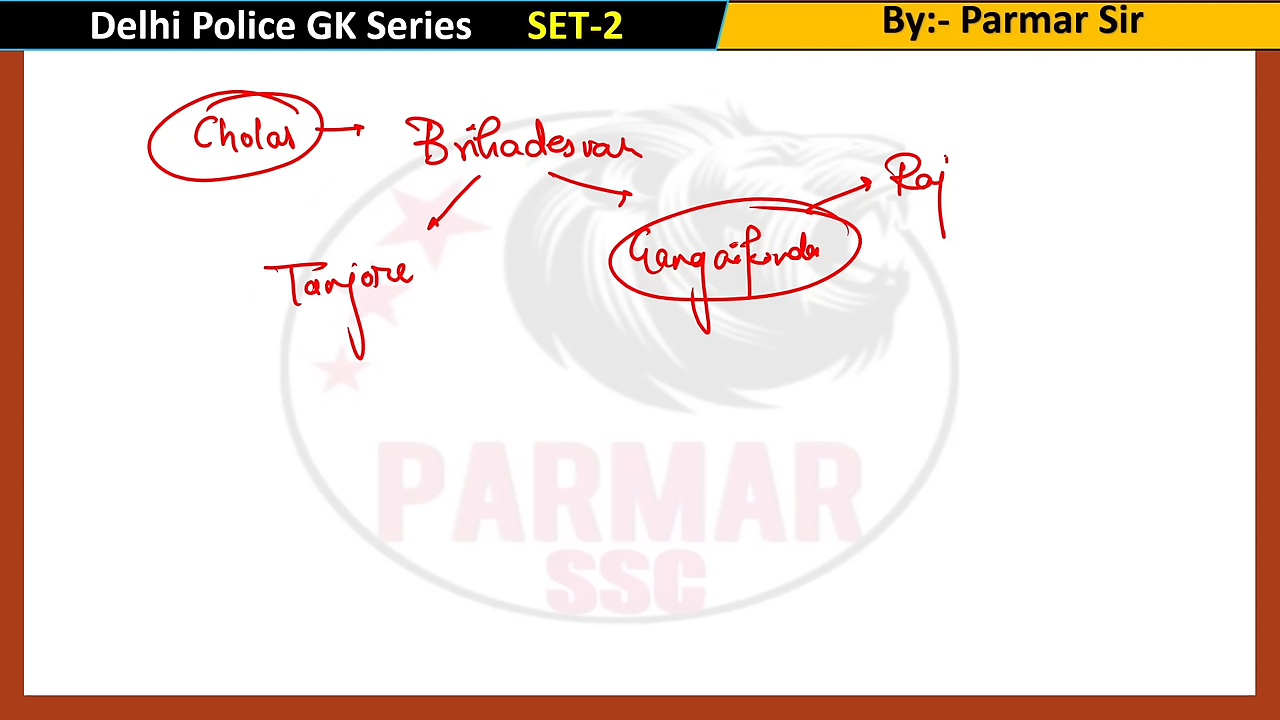 Delhi Police GK Series SET-2 By:- Parmar Sir
Cholas → Brihadesvar
Raj
Tanjore Gangaikonda
PARMAR
SSC